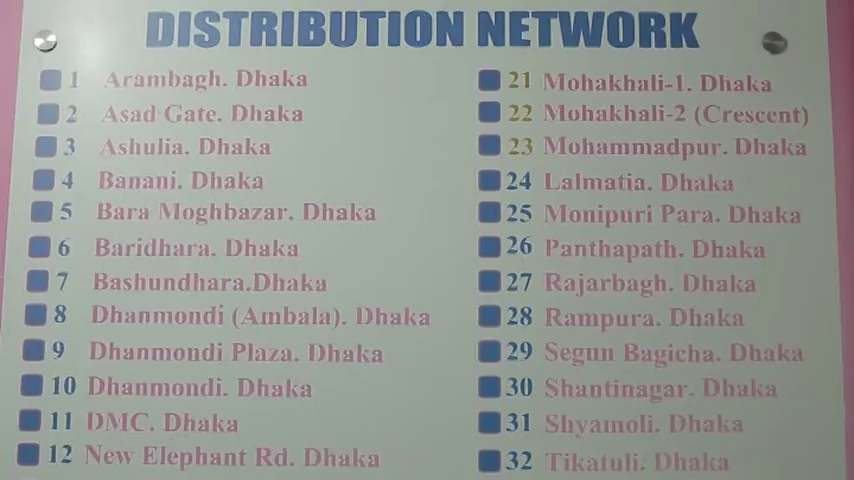 DISTRIBUTION NETWORK
1 Arambagh. Dhaka
2 Asad Gate. Dhaka
3 Ashulia. Dhaka
4 Banani. Dhaka
5 Bara Moghbazar. Dhaka
6 Baridhara. Dhaka
7 Bashundhara.Dhaka
8 Dhanmondi (Ambala). Dhaka
9 Dhanmondi Plaza. Dhaka
10 Dhanmondi. Dhaka
11 DMC. Dhaka
12 New Elephant Rd. Dhaka
21 Mohakhali-1. Dhaka
22 Mohakhali-2 (Crescent)
23 Mohammadpur. Dhaka
24 Lalmatia. Dhaka
25 Monipuri Para. Dhaka
26 Panthapath. Dhaka
27 Rajarbagh. Dhaka
28 Rampura. Dhaka
29 Segun Bagicha. Dhaka
30 Shantinagar. Dhaka
31 Shyamoli. Dhaka
32 Tikatuli. Dhaka